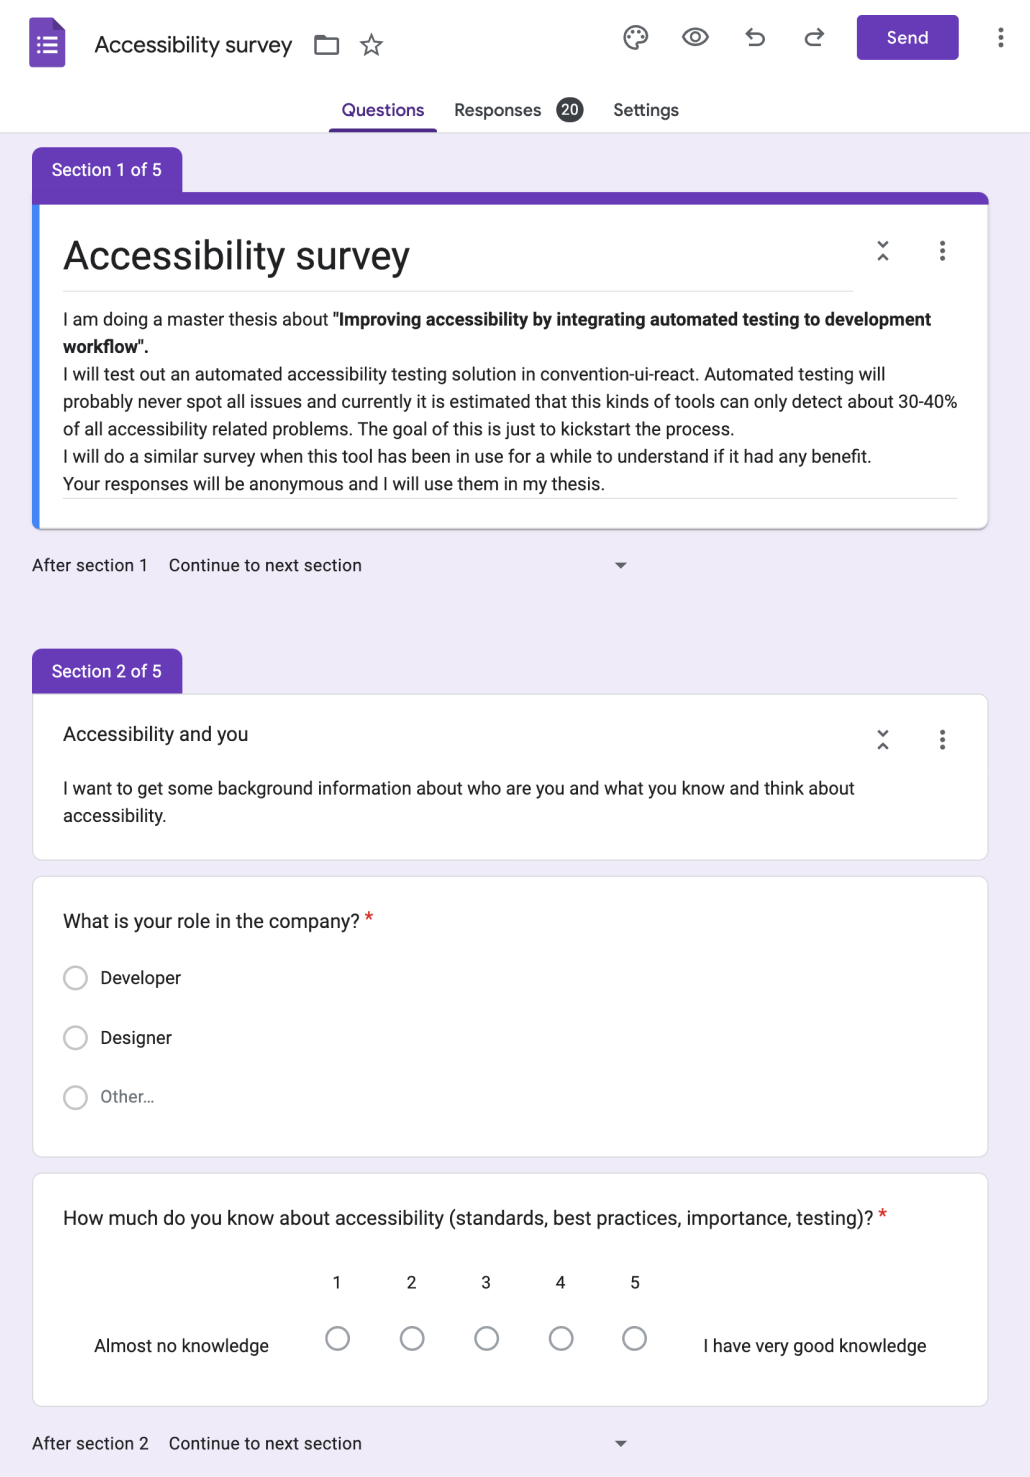 Accessibility survey
Send
Questions Responses 20 Settings
Section 1 of 5
Accessibility survey
I am doing a master thesis about "Improving accessibility by integrating automated testing to development
workflow".
I will test out an automated accessibility testing solution in convention-ui-react. Automated testing will
probably never spot all issues and currently it is estimated that this kinds of tools can only detect about 30-40%
of all accessibility related problems. The goal of this is just to kickstart the process.
I will do a similar survey when this tool has been in use for a while to understand if it had any benefit.
Your responses will be anonymous and I will use them in my thesis.
After section 1 Continue to next section
Section 2 of 5
Accessibility and you
I want to get some background information about who are you and what you know and think about
accessibility.
What is your role in the company? *
Developer
Designer
Other...
How much do you know about accessibility (standards, best practices, importance, testing)? *
1 2 3 4 5
Almost no knowledge I have very good knowledge
After section 2 Continue to next section